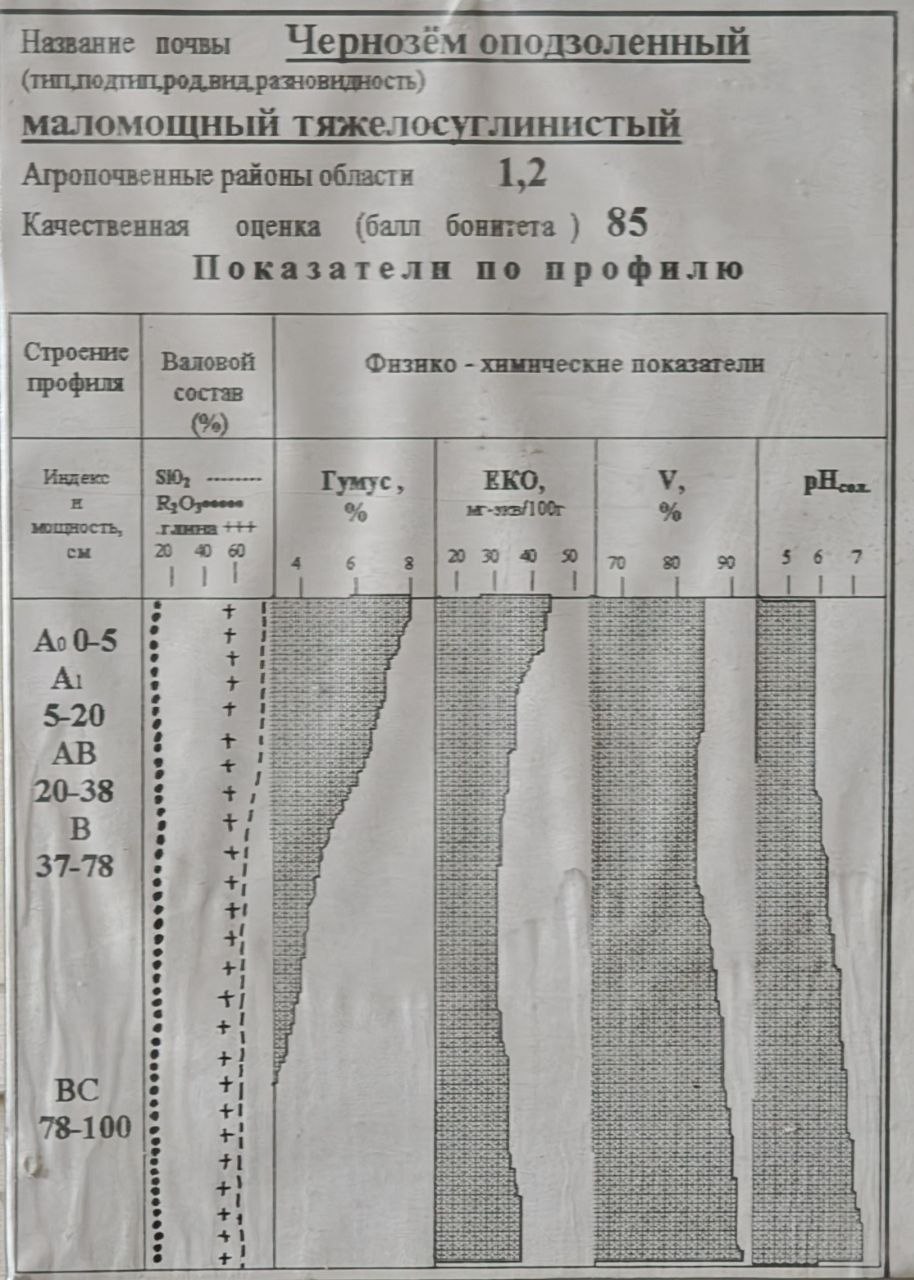 Название почвы Чернозём оподзоленный
(тип,подтип,род,вид,разновидность)
маломощный тяжелосуглинистый
Агропочвенные районы области 1,2
Качественная оценка (балл бонитета ) 85
Показатели по профилю
Строение
профиля
Валовой
состав
(%)
Физико - химические показатели
Индекс
и
мощность,
см
SiO₂ --------
R₂O₃•••••
.глина +++
20 40 60
Гумус ,
%
4 6 8
ЕКО,
мг-экв/100г
20 30 40 50
V,
%
70 80 90
pHсол.
5 6 7
A₀ 0-5
A₁
5-20
AB
20-38
B
37-78
BC
78-100